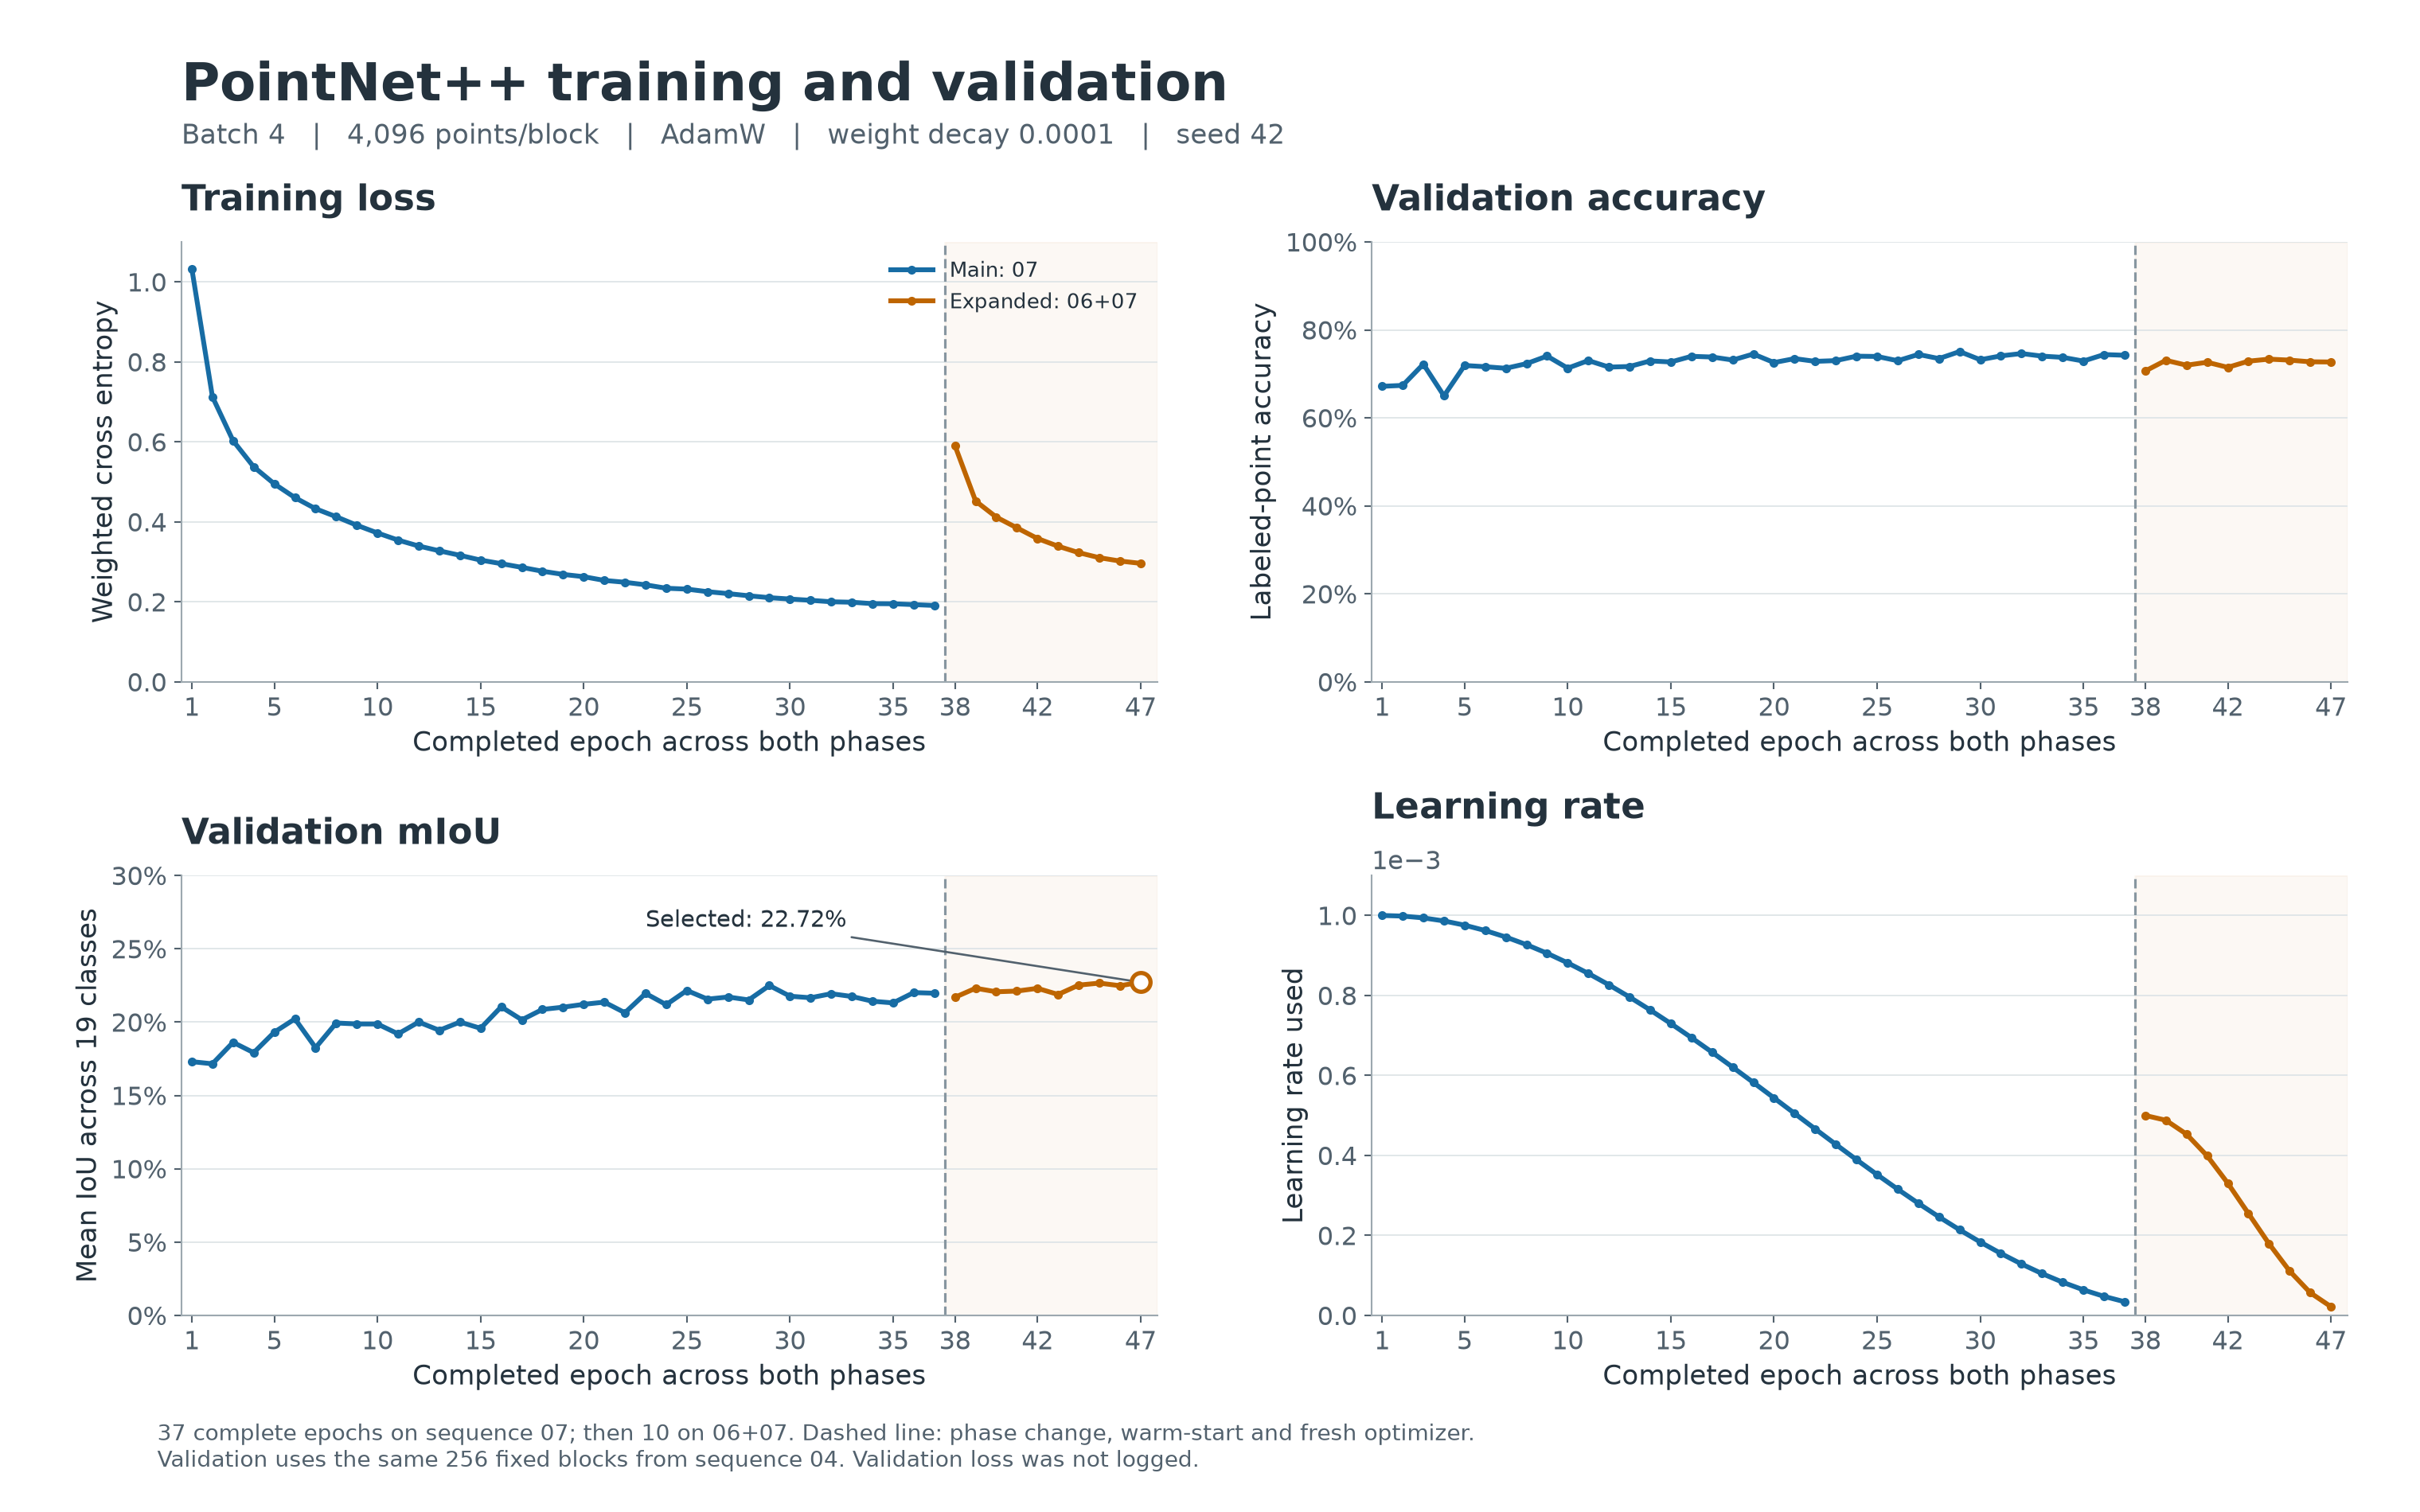 PointNet++ training and validation
Batch 4 | 4,096 points/block | AdamW | weight decay 0.0001 | seed 42
Training loss
Weighted cross entropy
1.0
0.8
0.6
0.4
0.2
0.0
Main: 07
Expanded: 06+07
1 5 10 15 20 25 30 35 38 42 47
Completed epoch across both phases
Validation accuracy
Labeled-point accuracy
100%
80%
60%
40%
20%
0%
1 5 10 15 20 25 30 35 38 42 47
Completed epoch across both phases
Validation mIoU
Mean IoU across 19 classes
30%
25%
20%
15%
10%
5%
0%
Selected: 22.72%
1 5 10 15 20 25 30 35 38 42 47
Completed epoch across both phases
Learning rate
1e−3
Learning rate used
1.0
0.8
0.6
0.4
0.2
0.0
1 5 10 15 20 25 30 35 38 42 47
Completed epoch across both phases
37 complete epochs on sequence 07; then 10 on 06+07. Dashed line: phase change, warm-start and fresh optimizer.
Validation uses the same 256 fixed blocks from sequence 04. Validation loss was not logged.